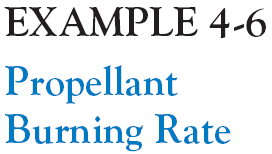 EXAMPLE 4-6
Propellant
Burning Rate